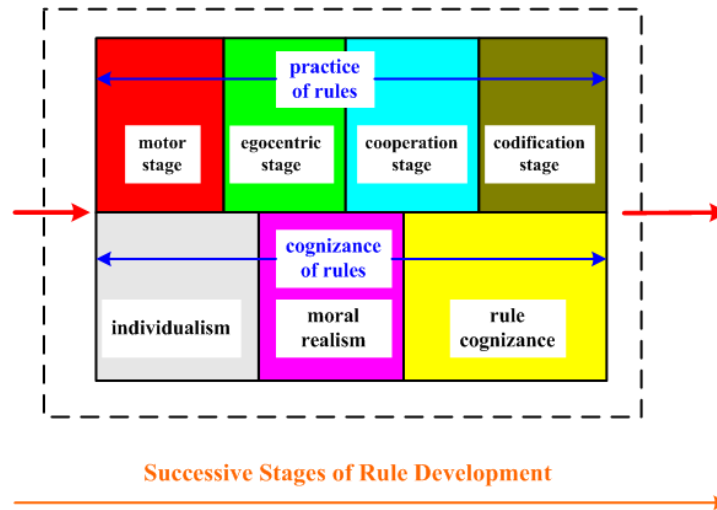 practice
of rules
motor
stage
egocentric
stage
cooperation
stage
codification
stage
cognizance
of rules
individualism
moral
realism
rule
cognizance
Successive Stages of Rule Development